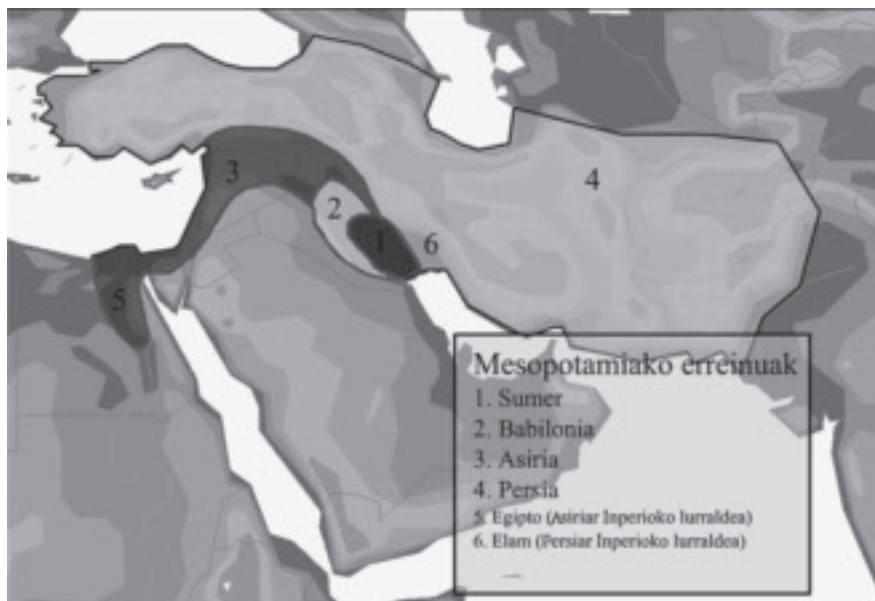 3
4
2
1
6
5
Mesopotamiako erreinuak
1. Sumer
2. Babilonia
3. Asiria
4. Persia
5. Egipto (Asiriar Inperioko lurraldea)
6. Elam (Persiar Inperioko lurraldea)